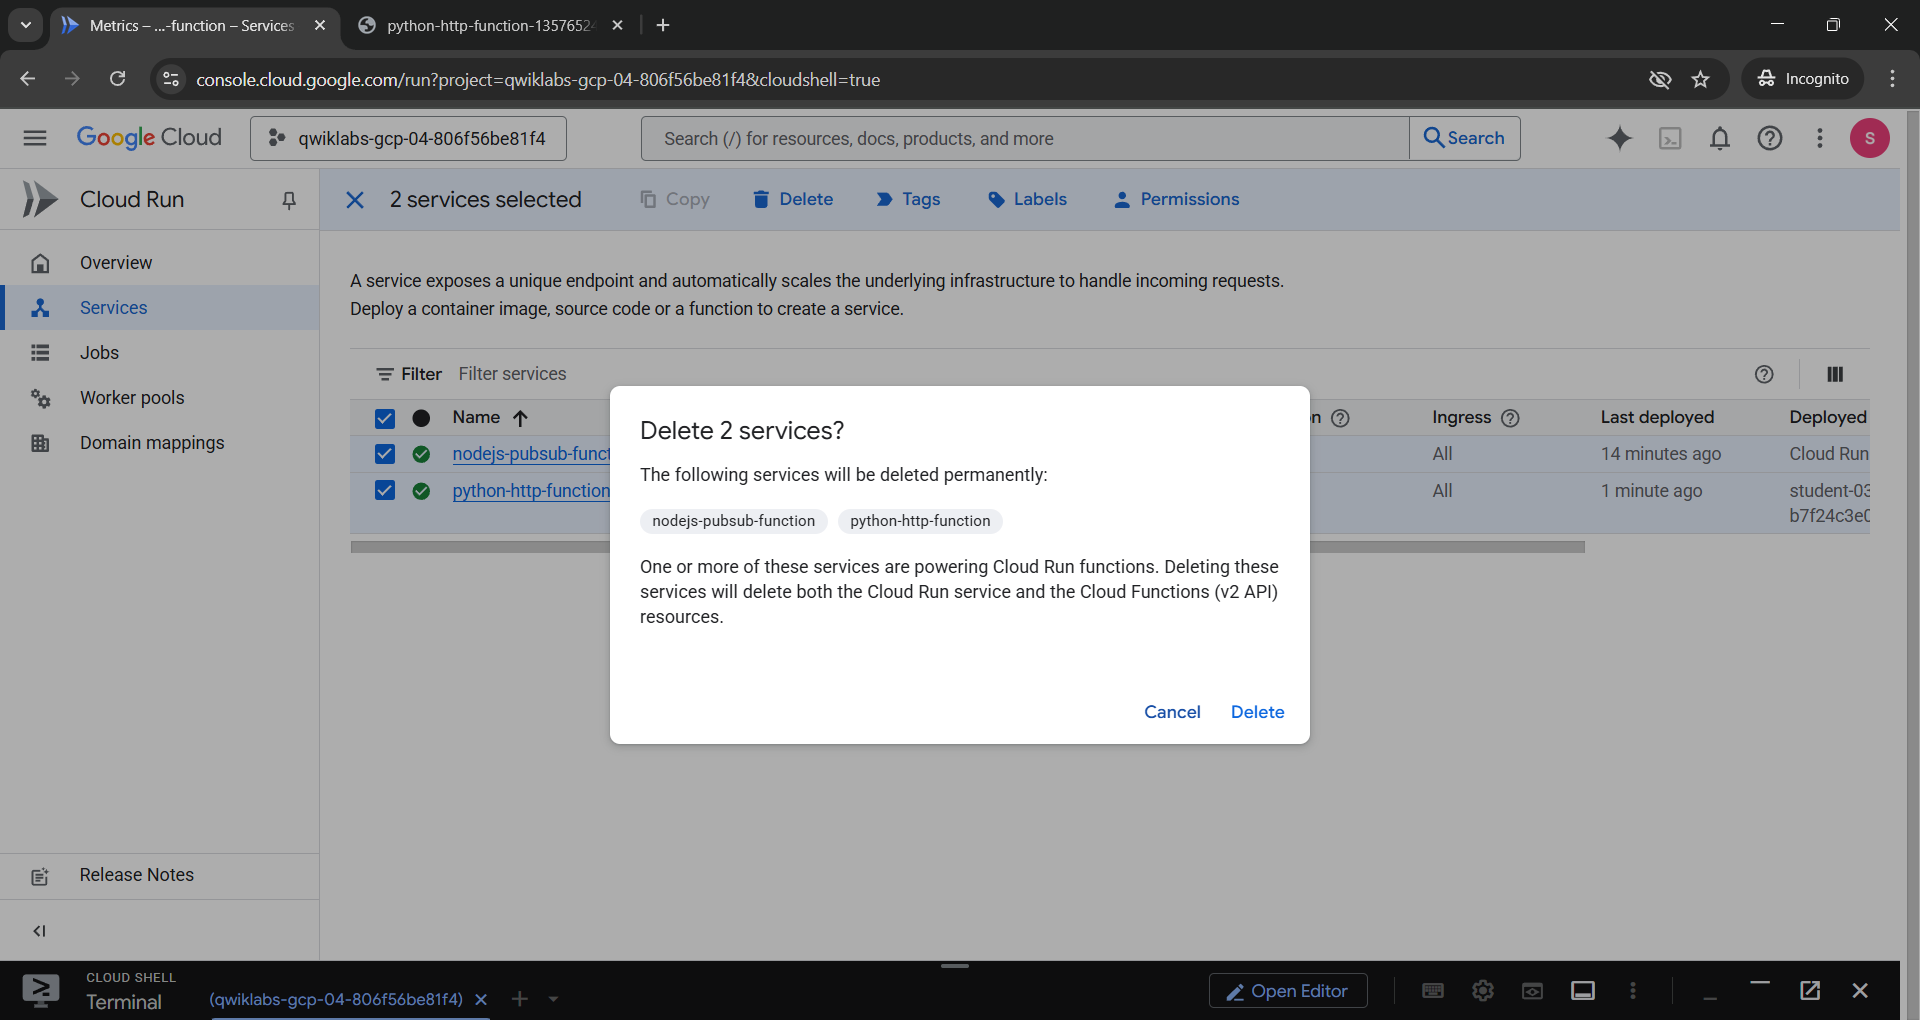 Metrics – ...-function – Services
python-http-function-1357652
console.cloud.google.com/run?project=qwiklabs-gcp-04-806f56be81f4&cloudshell=true
Incognito
Google Cloud
qwiklabs-gcp-04-806f56be81f4
Search (/) for resources, docs, products, and more
Search
S
Cloud Run
2 services selected
Copy
Delete
Tags
Labels
Permissions
Overview
Services
Jobs
Worker pools
Domain mappings
Release Notes
A service exposes a unique endpoint and automatically scales the underlying infrastructure to handle incoming requests.
Deploy a container image, source code or a function to create a service.
Filter Filter services
Name
Ingress
Last deployed
Deployed
nodejs-pubsub-funct
All
14 minutes ago
Cloud Run
python-http-function
All
1 minute ago
student-03
b7f24c3e0
Delete 2 services?
The following services will be deleted permanently:
nodejs-pubsub-function
python-http-function
One or more of these services are powering Cloud Run functions. Deleting these
services will delete both the Cloud Run service and the Cloud Functions (v2 API)
resources.
Cancel
Delete
CLOUD SHELL
Terminal
(qwiklabs-gcp-04-806f56be81f4)
Open Editor